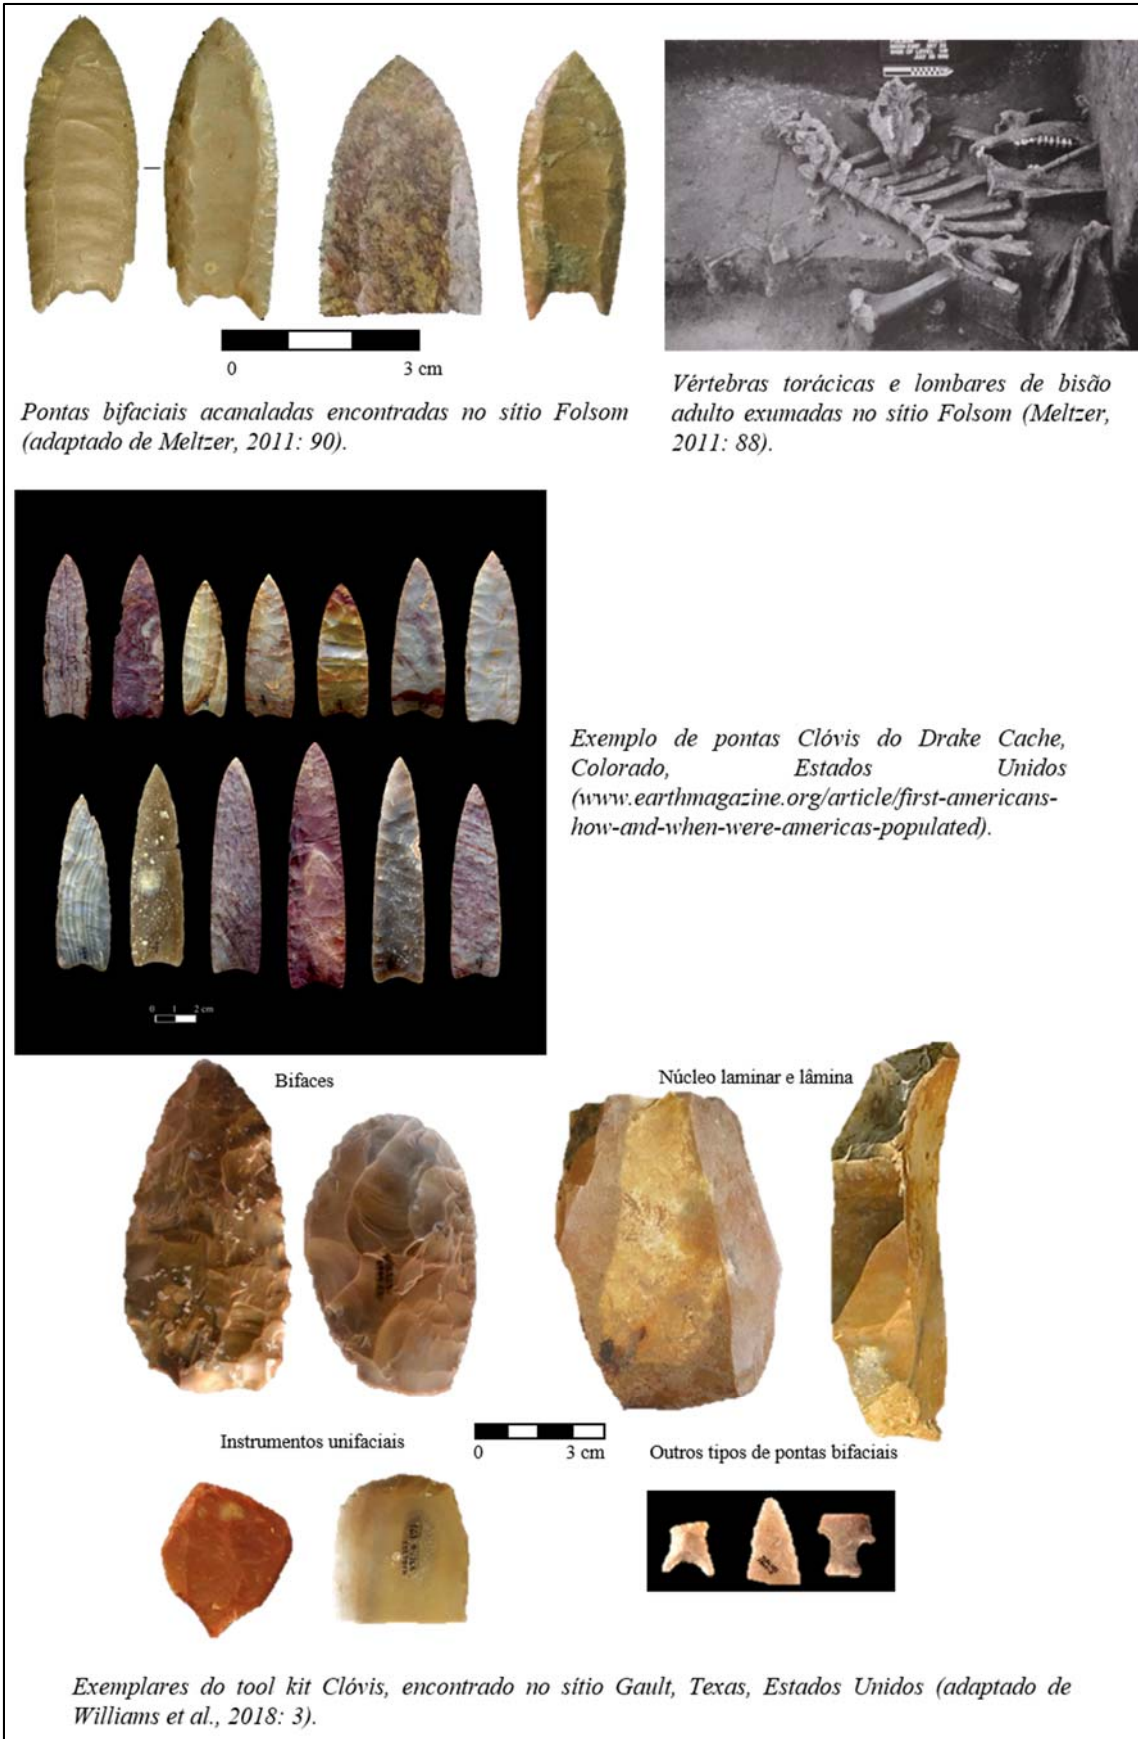 0 3 cm
Pontas bifaciais acanaladas encontradas no sítio Folsom
(adaptado de Meltzer, 2011: 90).
Vértebras torácicas e lombares de bisão
adulto exumadas no sítio Folsom (Meltzer,
2011: 88).
Exemplo de pontas Clóvis do Drake Cache,
Colorado, Estados Unidos
(www.earthmagazine.org/article/first-americans-
how-and-when-were-americas-populated).
0 1 2 cm
Bifaces
Núcleo laminar e lâmina
Instrumentos unifaciais
0 3 cm
Outros tipos de pontas bifaciais
Exemplares do tool kit Clóvis, encontrado no sítio Gault, Texas, Estados Unidos (adaptado de
Williams et al., 2018: 3).